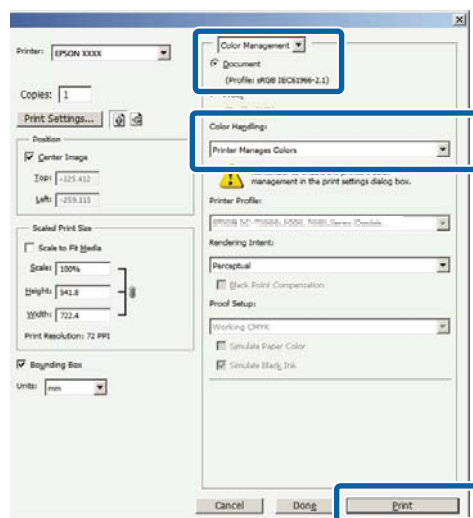 Printer:
EPSON XXXX
Copies:
1
Print Settings...
Position
Center Image
Top:
-125.412
Left:
-259.115
Scaled Print Size
Scale to Fit Media
Scale:
100%
Height:
541.8
Width:
722.4
Print Resolution: 72 PPI
Bounding Box
Units:
mm
Color Management
Document
(Profile: sRGB IEC61966-2.1)
Color Handling:
Printer Manages Colors
management in the print settings dialog box.
Printer Profile:
Rendering Intent:
Perceptual
Black Point Compensation
Proof Setup:
Working CMYK
Simulate Paper Color
Simulate Black Ink
Cancel
Done
Print